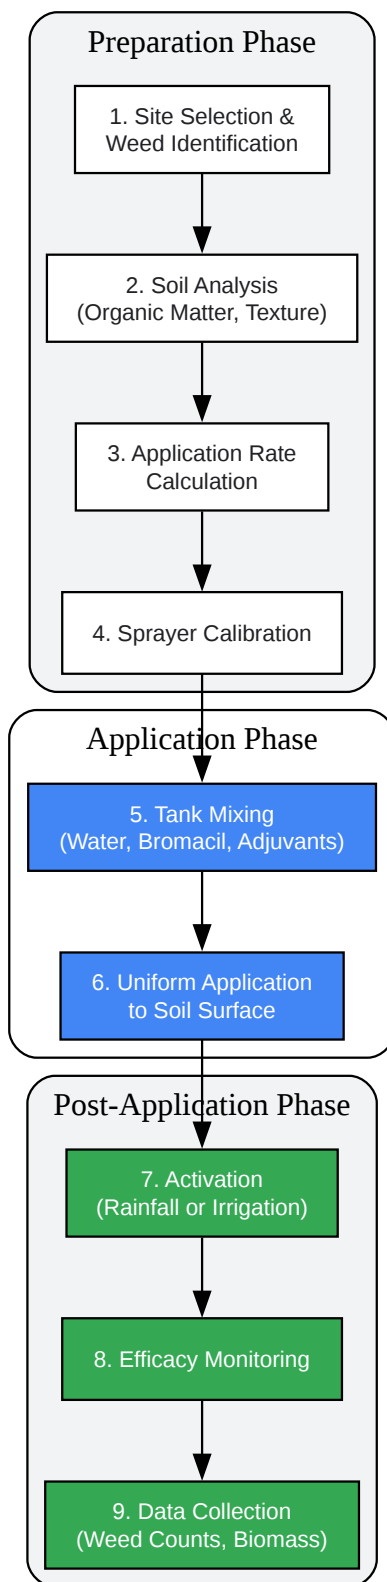 Preparation Phase
1. Site Selection &
Weed Identification
2. Soil Analysis
(Organic Matter, Texture)
3. Application Rate
Calculation
4. Sprayer Calibration
Application Phase
5. Tank Mixing
(Water, Bromacil, Adjuvants)
6. Uniform Application
to Soil Surface
Post-Application Phase
7. Activation
(Rainfall or Irrigation)
8. Efficacy Monitoring
9. Data Collection
(Weed Counts, Biomass)